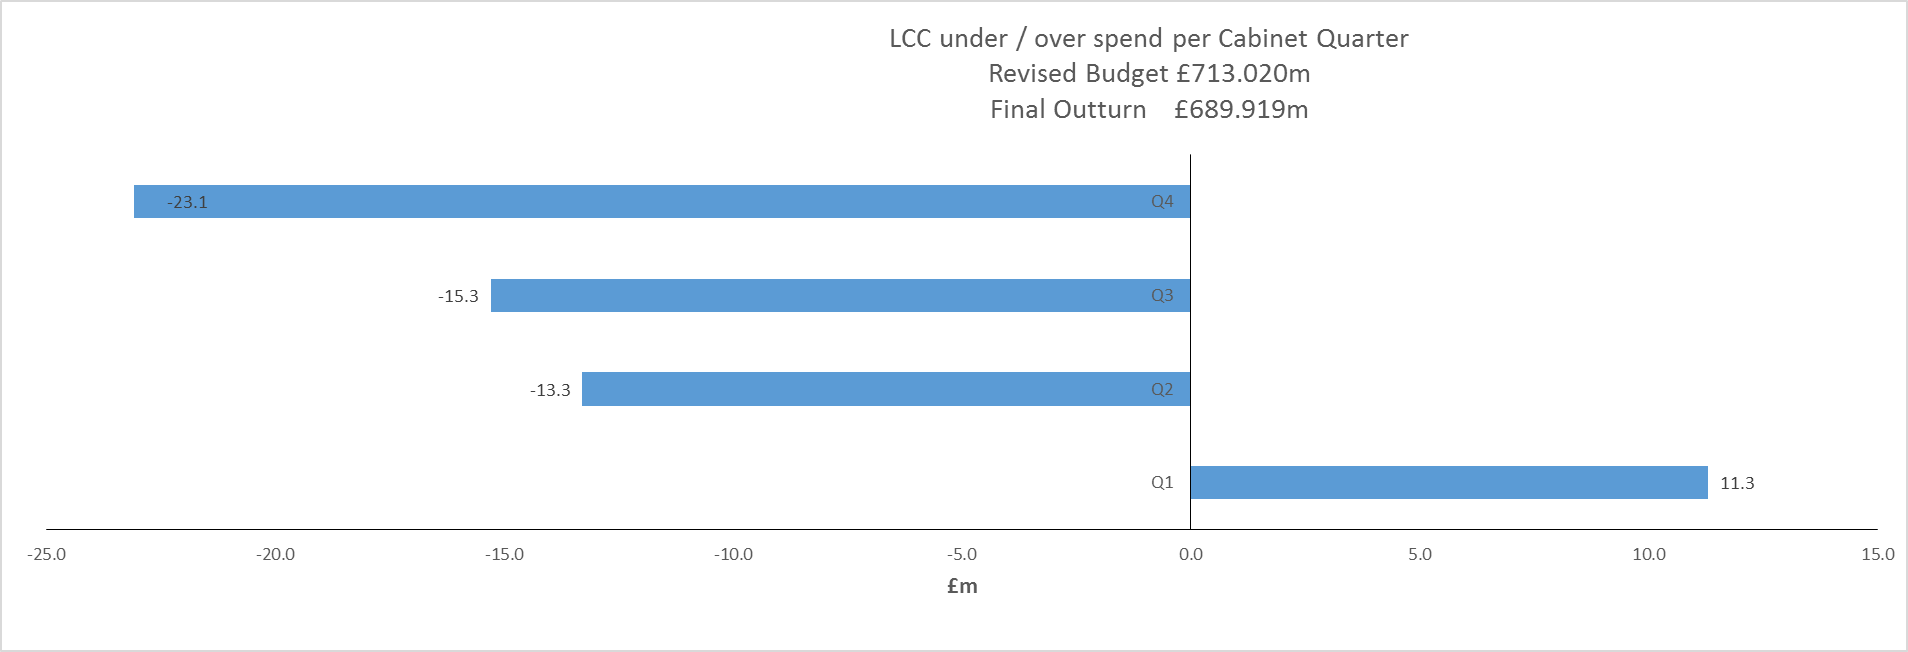 LCC under / over spend per Cabinet Quarter
Revised Budget £713.020m
Final Outturn £689.919m
-23.1 Q4
-15.3 Q3
-13.3 Q2
Q1 11.3
-25.0 -20.0 -15.0 -10.0 -5.0 0.0 5.0 10.0 15.0
£m